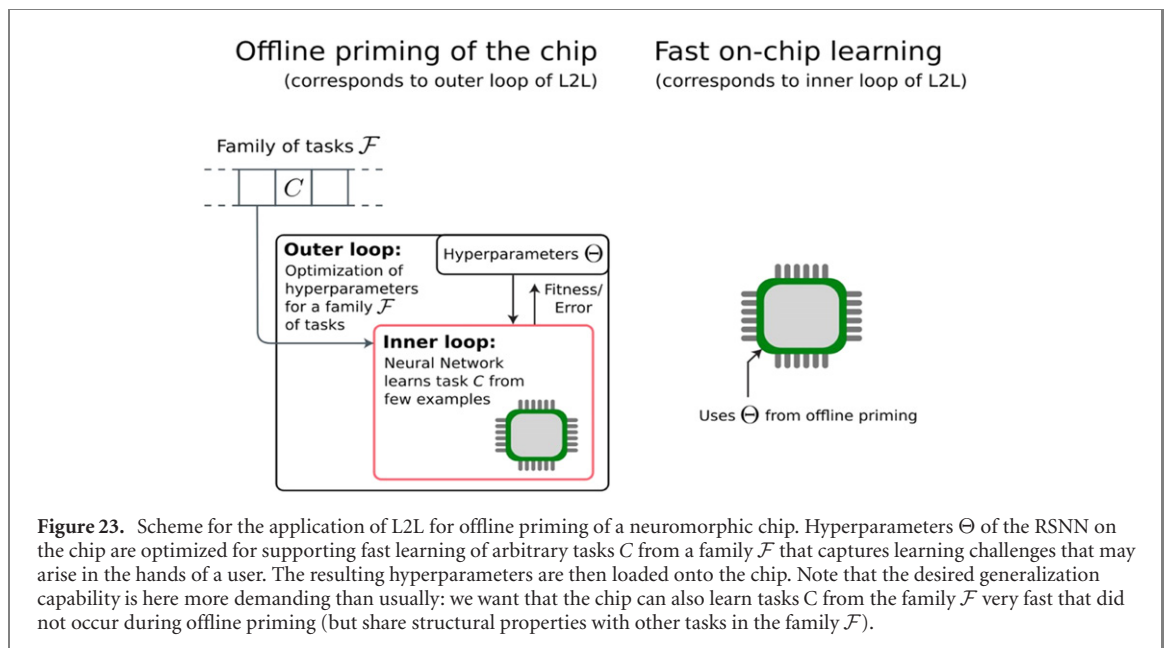 Offline priming of the chip
(corresponds to outer loop of L2L)
Fast on-chip learning
(corresponds to inner loop of L2L)
Family of tasks ℱ
C
Outer loop:
Optimization of
hyperparameters
for a family ℱ
of tasks
Hyperparameters Θ
Fitness/
Error
Inner loop:
Neural Network
learns task C from
few examples
Uses Θ from offline priming
Figure 23. Scheme for the application of L2L for offline priming of a neuromorphic chip. Hyperparameters Θ of the RSNN on
the chip are optimized for supporting fast learning of arbitrary tasks C from a family ℱ that captures learning challenges that may
arise in the hands of a user. The resulting hyperparameters are then loaded onto the chip. Note that the desired generalization
capability is here more demanding than usually: we want that the chip can also learn tasks C from the family ℱ very fast that did
not occur during offline priming (but share structural properties with other tasks in the family ℱ).